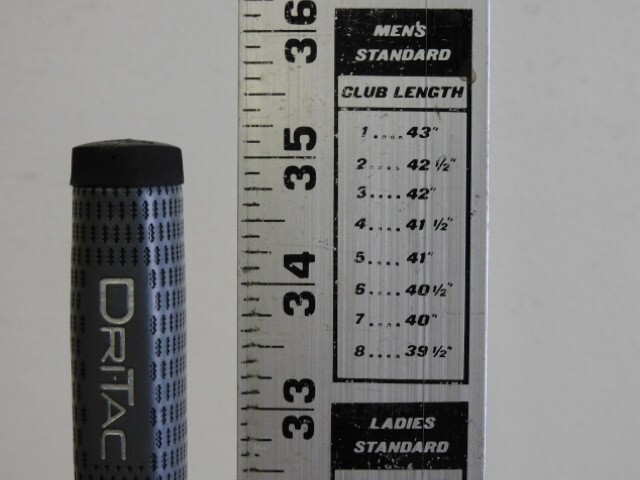 DRITAC
36
35
34
33
MEN'S
STANDARD
CLUB LENGTH
1....43"
2....42 ½"
3....42"
4....41 ½"
5....41"
6....40 ½"
7....40"
8....39 ½"
LADIES
STANDARD